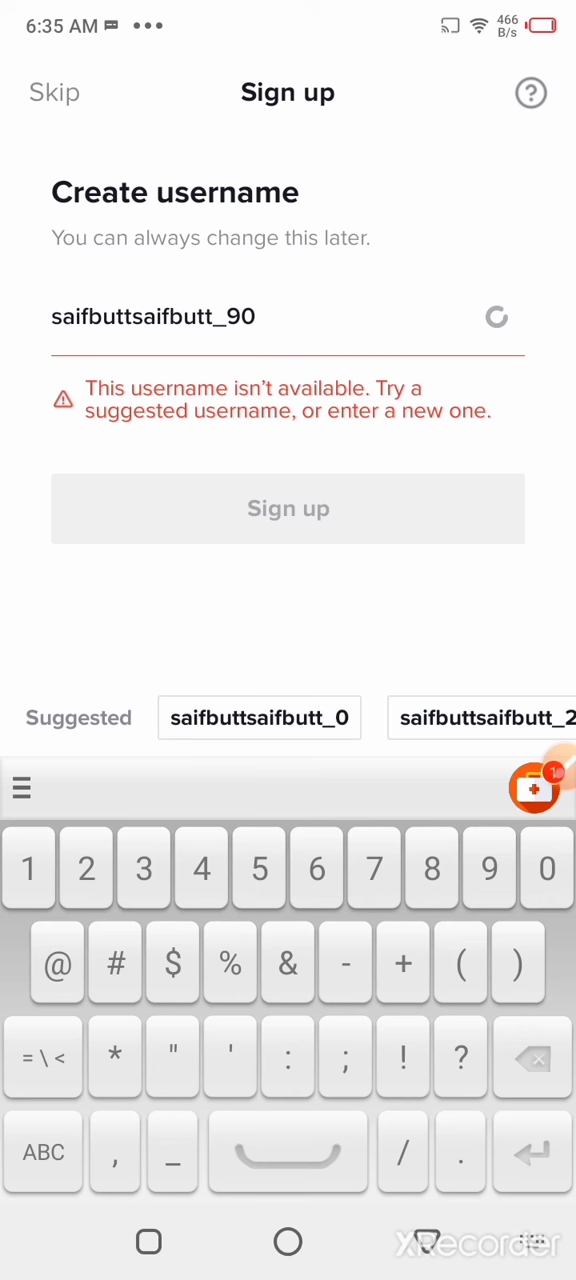 6:35 AM
466
B/s
Skip
Sign up
Create username
You can always change this later.
saifbuttsaifbutt_90
This username isn't available. Try a
suggested username, or enter a new one.
Sign up
Suggested
saifbuttsaifbutt_0
saifbuttsaifbutt_2
1 2 3 4 5 6 7 8 9 0
@ # $ % & - + ( )
= \ < * " ' : ; ! ?
ABC , _ / .
XRecorder